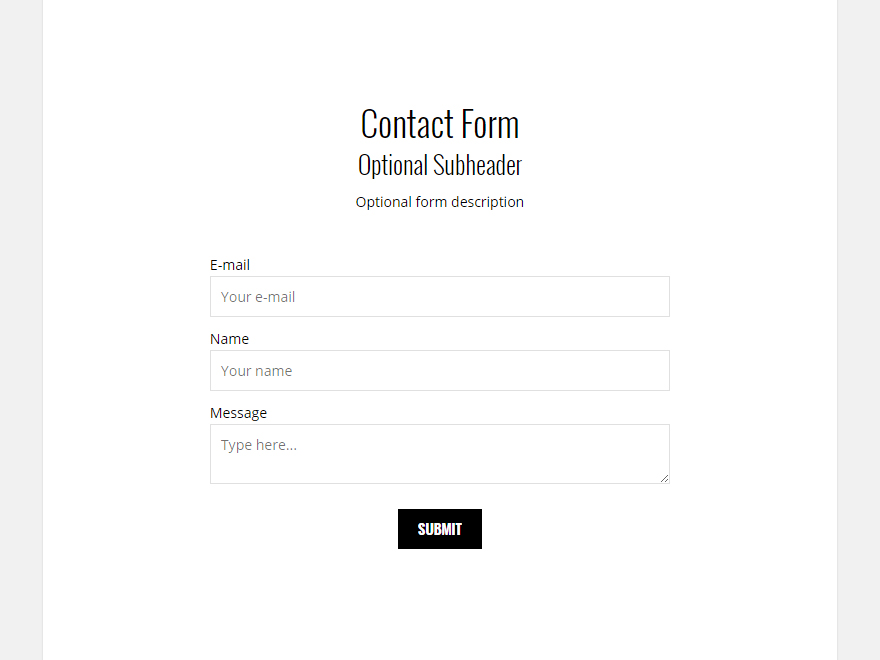 Contact Form
Optional Subheader
Optional form description
E-mail
Your e-mail
Name
Your name
Message
Type here...
SUBMIT